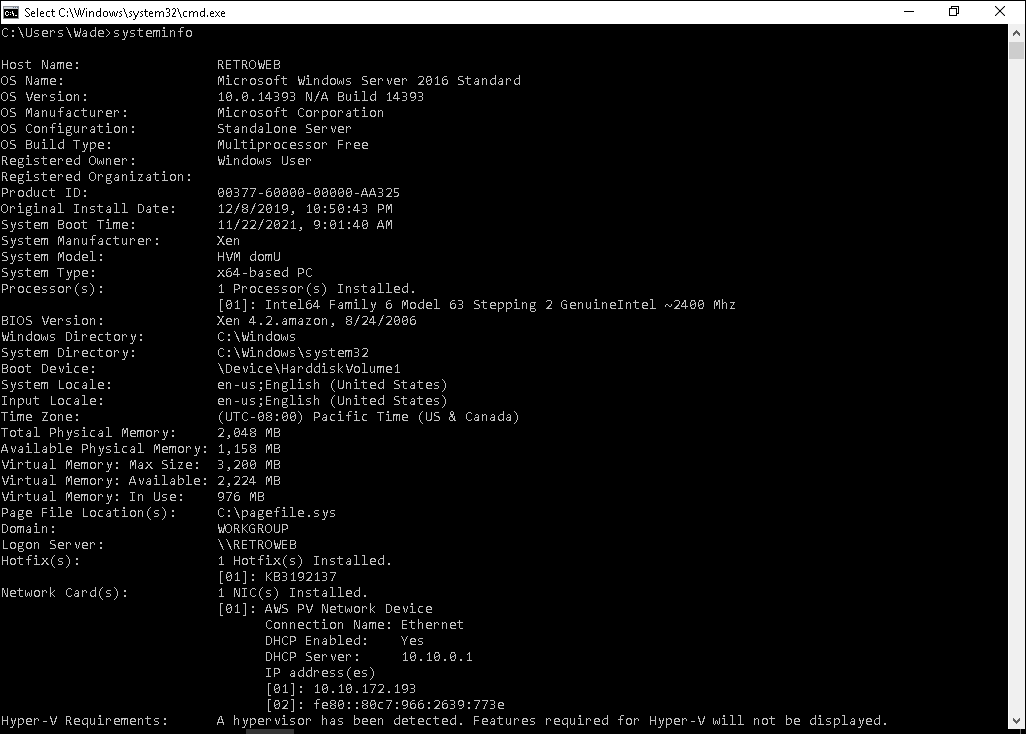 Select C:\Windows\system32\cmd.exe
C:\Users\Wade>systeminfo
Host Name: RETROWEB
OS Name: Microsoft Windows Server 2016 Standard
OS Version: 10.0.14393 N/A Build 14393
OS Manufacturer: Microsoft Corporation
OS Configuration: Standalone Server
OS Build Type: Multiprocessor Free
Registered Owner: Windows User
Registered Organization:
Product ID: 00377-60000-00000-AA325
Original Install Date: 12/8/2019, 10:50:43 PM
System Boot Time: 11/22/2021, 9:01:40 AM
System Manufacturer: Xen
System Model: HVM domU
System Type: x64-based PC
Processor(s): 1 Processor(s) Installed.
[01]: Intel64 Family 6 Model 63 Stepping 2 GenuineIntel ~2400 Mhz
BIOS Version: Xen 4.2.amazon, 8/24/2006
Windows Directory: C:\Windows
System Directory: C:\Windows\system32
Boot Device: \Device\HarddiskVolume1
System Locale: en-us;English (United States)
Input Locale: en-us;English (United States)
Time Zone: (UTC-08:00) Pacific Time (US & Canada)
Total Physical Memory: 2,048 MB
Available Physical Memory: 1,158 MB
Virtual Memory: Max Size: 3,200 MB
Virtual Memory: Available: 2,224 MB
Virtual Memory: In Use: 976 MB
Page File Location(s): C:\pagefile.sys
Domain: WORKGROUP
Logon Server: \\RETROWEB
Hotfix(s): 1 Hotfix(s) Installed.
[01]: KB3192137
Network Card(s): 1 NIC(s) Installed.
[01]: AWS PV Network Device
Connection Name: Ethernet
DHCP Enabled: Yes
DHCP Server: 10.10.0.1
IP address(es)
[01]: 10.10.172.193
[02]: fe80::80c7:966:2639:773e
Hyper-V Requirements: A hypervisor has been detected. Features required for Hyper-V will not be displayed.